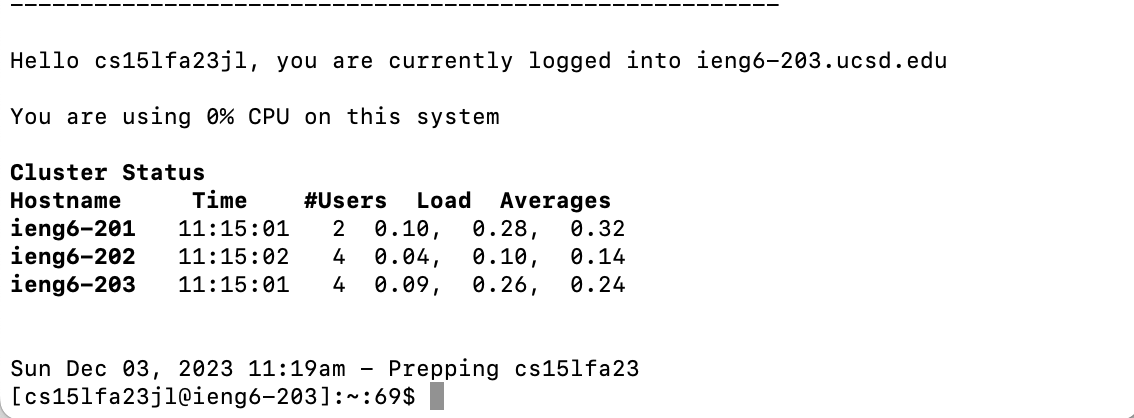 Hello cs15lfa23jl, you are currently logged into ieng6-203.ucsd.edu
You are using 0% CPU on this system
Cluster Status
Hostname     Time    #Users  Load  Averages
ieng6-201   11:15:01   2  0.10,  0.28,  0.32
ieng6-202   11:15:02   4  0.04,  0.10,  0.14
ieng6-203   11:15:01   4  0.09,  0.26,  0.24
Sun Dec 03, 2023 11:19am - Prepping cs15lfa23
[cs15lfa23jl@ieng6-203]:~:69$